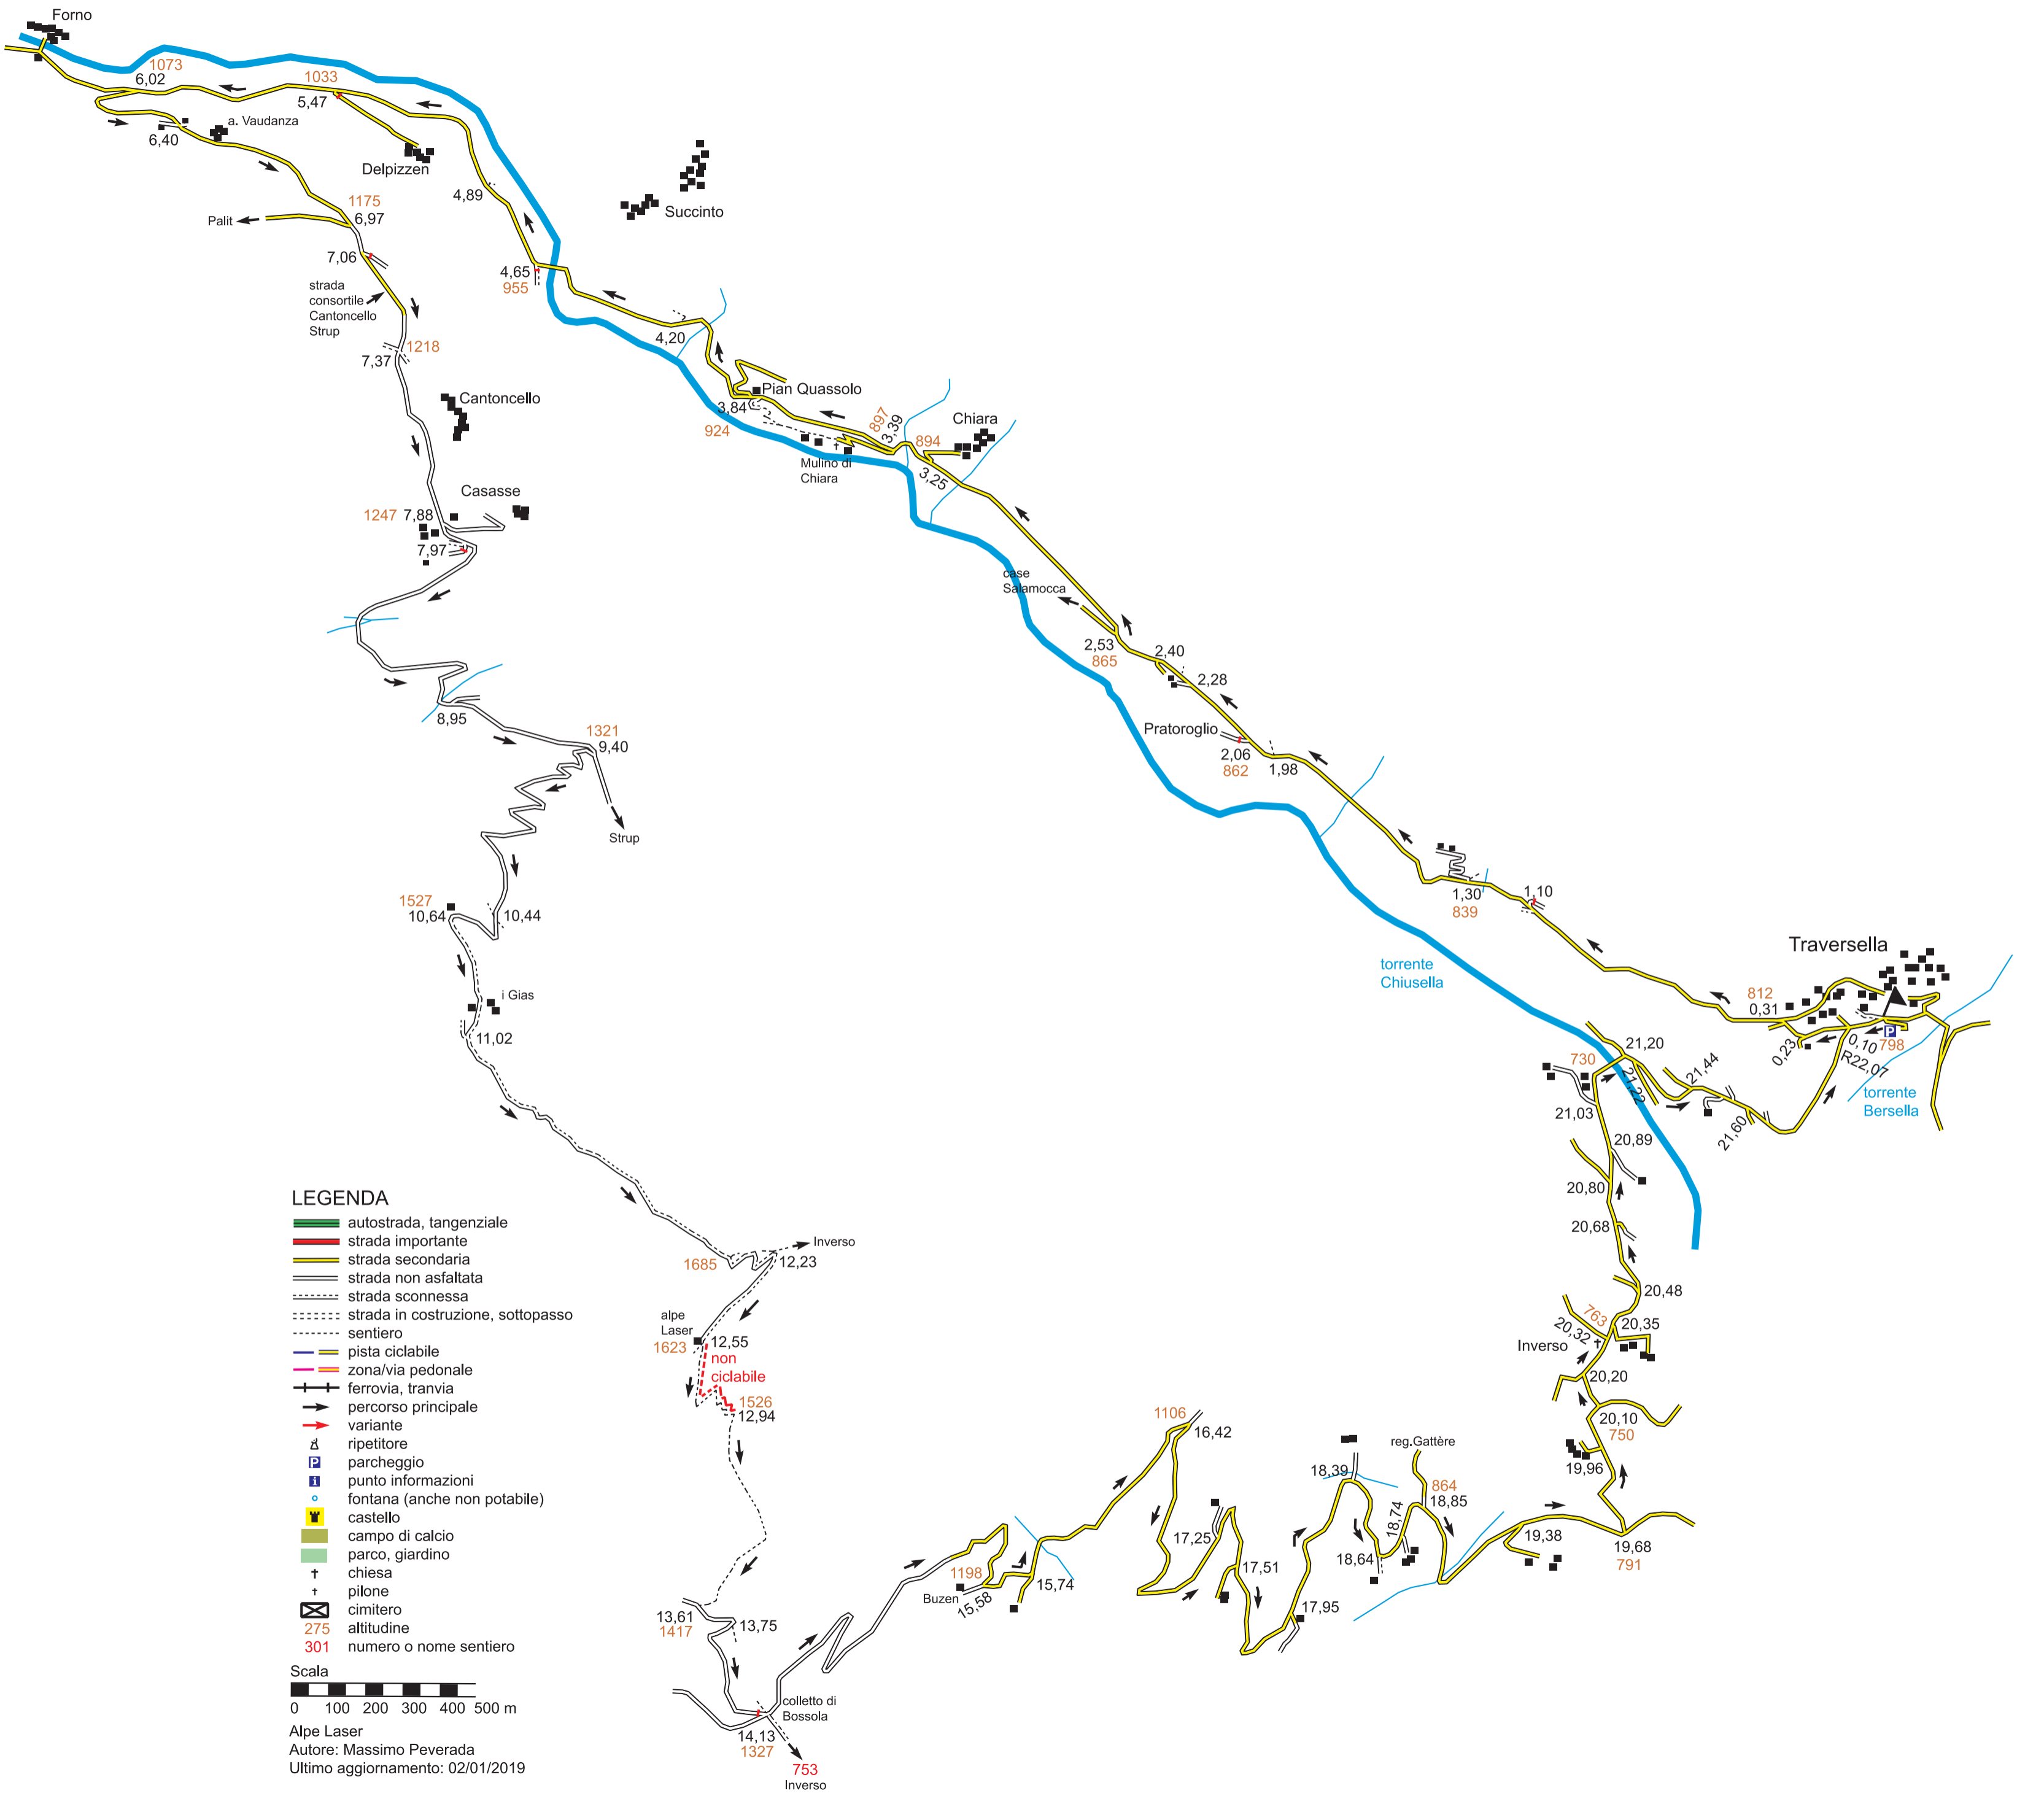 Forno
1073
6,02
1033
5,47
a. Vaudanza
6,40
Delpizzen
4,89
1175
6,97
Palit
7,06
Succinto
4,65
955
strada
consortile
Cantoncello
Strup
1218
7,37
4,20
Cantoncello
Pian Quassolo
3,84
924
897
3,39
894
Chiara
3,25
Mulino di
Chiara
Casasse
1247
7,88
7,97
case
Salamocca
2,53
865
2,40
2,28
Pratoroglio
2,06
862
1,98
8,95
1321
9,40
Strup
1527
10,64
10,44
1,30
839
1,10
Traversella
torrente
Chiusella
812
0,31
0,23
0,10
R22,07
P
798
torrente
Bersella
i Gias
11,02
730
21,20
21,22
21,44
21,60
21,03
20,89
20,80
20,68
20,48
763
20,32
20,35
Inverso
20,20
20,10
750
19,96
19,68
791
19,38
Inverso
1685
12,23
alpe
Laser
1623
12,55
non
ciclabile
1526
12,94
1106
16,42
reg.Gattère
18,39
864
18,85
18,74
18,64
17,25
17,51
17,95
1198
Buzen
15,58
15,74
13,61
1417
13,75
colletto di
Bossola
14,13
1327
753
Inverso
LEGENDA
autostrada, tangenziale
strada importante
strada secondaria
strada non asfaltata
strada sconnessa
strada in costruzione, sottopasso
sentiero
pista ciclabile
zona/via pedonale
ferrovia, tranvia
percorso principale
variante
ripetitore
P parcheggio
i punto informazioni
fontana (anche non potabile)
castello
campo di calcio
parco, giardino
chiesa
pilone
cimitero
275 altitudine
301 numero o nome sentiero
Scala
0 100 200 300 400 500 m
Alpe Laser
Autore: Massimo Peverada
Ultimo aggiornamento: 02/01/2019